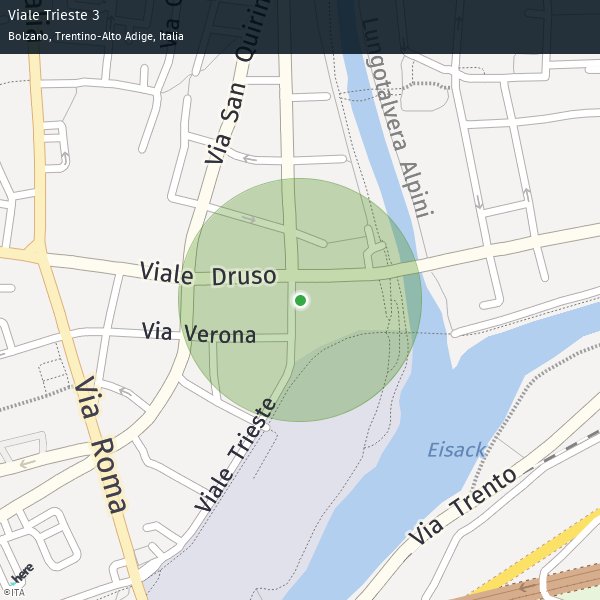 Viale Trieste 3
Bolzano, Trentino-Alto Adige, Italia
Via San Quirin
Lungotalvera Alpini
Viale Druso
Via Verona
Via Roma
Viale Trieste
Eisack
Via Trento
here
©ITA